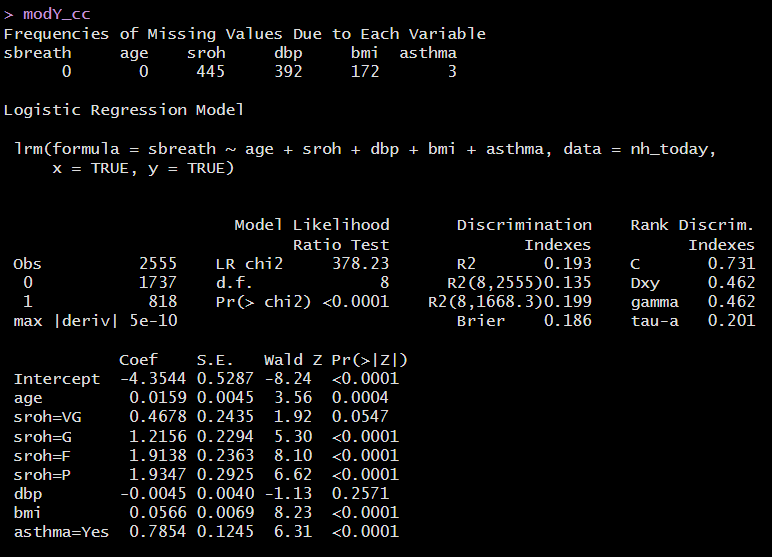 > modY_cc
Frequencies of Missing Values Due to Each Variable
sbreath     age    sroh     dbp     bmi  asthma
      0       0     445     392     172       3

Logistic Regression Model

 lrm(formula = sbreath ~ age + sroh + dbp + bmi + asthma, data = nh_today,
     x = TRUE, y = TRUE)

                       Model Likelihood       Discrimination    Rank Discrim.
                             Ratio Test              Indexes          Indexes
 Obs          2555    LR chi2    378.23       R2       0.193    C       0.731
  0           1737    d.f.            8      R2(8,2555)0.135    Dxy     0.462
  1            818    Pr(> chi2) <0.0001    R2(8,1668.3)0.199    gamma   0.462
 max |deriv| 5e-10                            Brier    0.186    tau-a   0.201

            Coef    S.E.   Wald Z Pr(>|Z|)
 Intercept  -4.3544 0.5287 -8.24  <0.0001
 age         0.0159 0.0045  3.56  0.0004
 sroh=VG     0.4678 0.2435  1.92  0.0547
 sroh=G      1.2156 0.2294  5.30  <0.0001
 sroh=F      1.9138 0.2363  8.10  <0.0001
 sroh=P      1.9347 0.2925  6.62  <0.0001
 dbp        -0.0045 0.0040 -1.13  0.2571
 bmi         0.0566 0.0069  8.23  <0.0001
 asthma=Yes  0.7854 0.1245  6.31  <0.0001